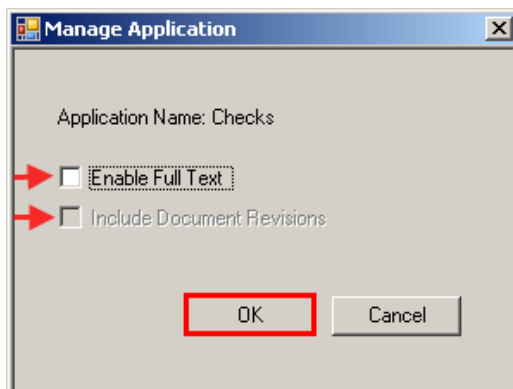 Manage Application
Application Name: Checks
Enable Full Text
Include Document Revisions
OK Cancel